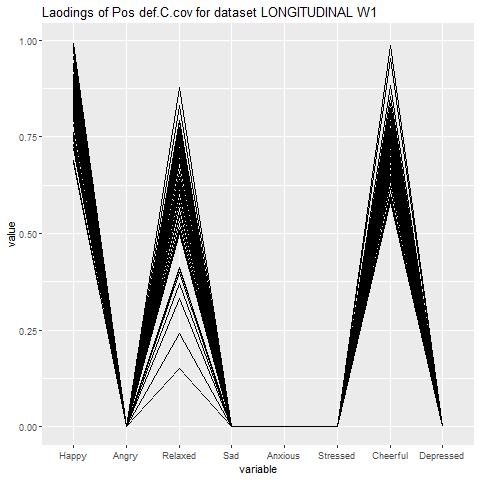 Laodings of Pos def.C.cov for dataset LONGITUDINAL W1
1.00
0.75
0.50
0.25
0.00
value
Happy Angry Relaxed Sad Anxious Stressed Cheerful Depressed
variable